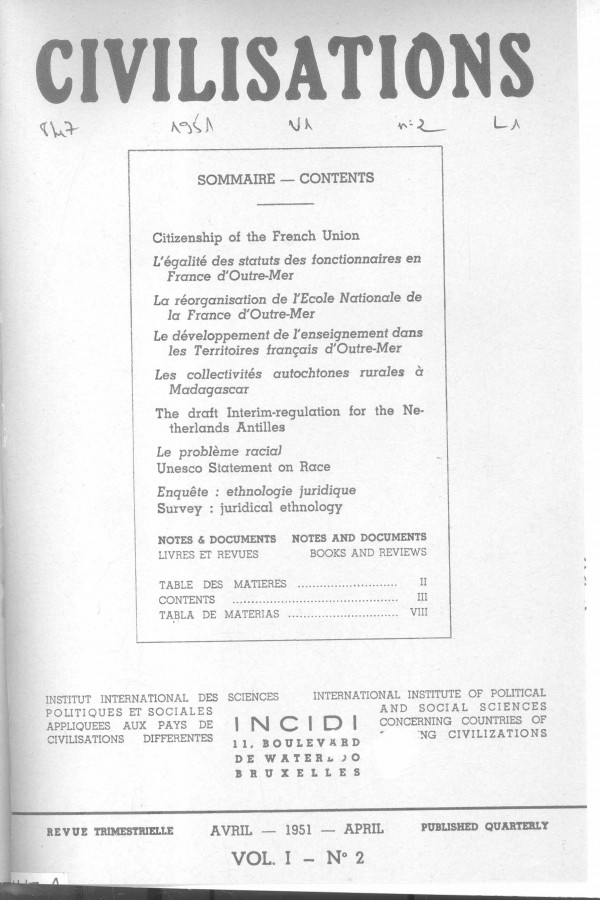 CIVILISATIONS
1951 V1 n:2 L1
SOMMAIRE — CONTENTS
Citizenship of the French Union
L'égalité des statuts des fonctionnaires en
France d'Outre-Mer
La réorganisation de l'Ecole Nationale de
la France d'Outre-Mer
Le développement de l'enseignement dans
les Territoires français d'Outre-Mer
Les collectivités autochtones rurales à
Madagascar
The draft Interim-regulation for the Ne-
therlands Antilles
Le problème racial
Unesco Statement on Race
Enquête : ethnologie juridique
Survey : juridical ethnology
NOTES & DOCUMENTS NOTES AND DOCUMENTS
LIVRES ET REVUES BOOKS AND REVIEWS
TABLE DES MATIERES .......................... II
CONTENTS .......................................... III
TABLA DE MATERIAS ............................ VIII
INSTITUT INTERNATIONAL DES SCIENCES
POLITIQUES ET SOCIALES
APPLIQUEES AUX PAYS DE
CIVILISATIONS DIFFERENTES
INCIDI
11, BOULEVARD
DE
BRUXELLES
INTERNATIONAL INSTITUTE OF POLITICAL
AND SOCIAL SCIENCES
CONCERNING COUNTRIES OF
CIVILIZATIONS
REVUE TRIMESTRIELLE AVRIL — 1951 — APRIL PUBLISHED QUARTERLY
VOL. I – N° 2